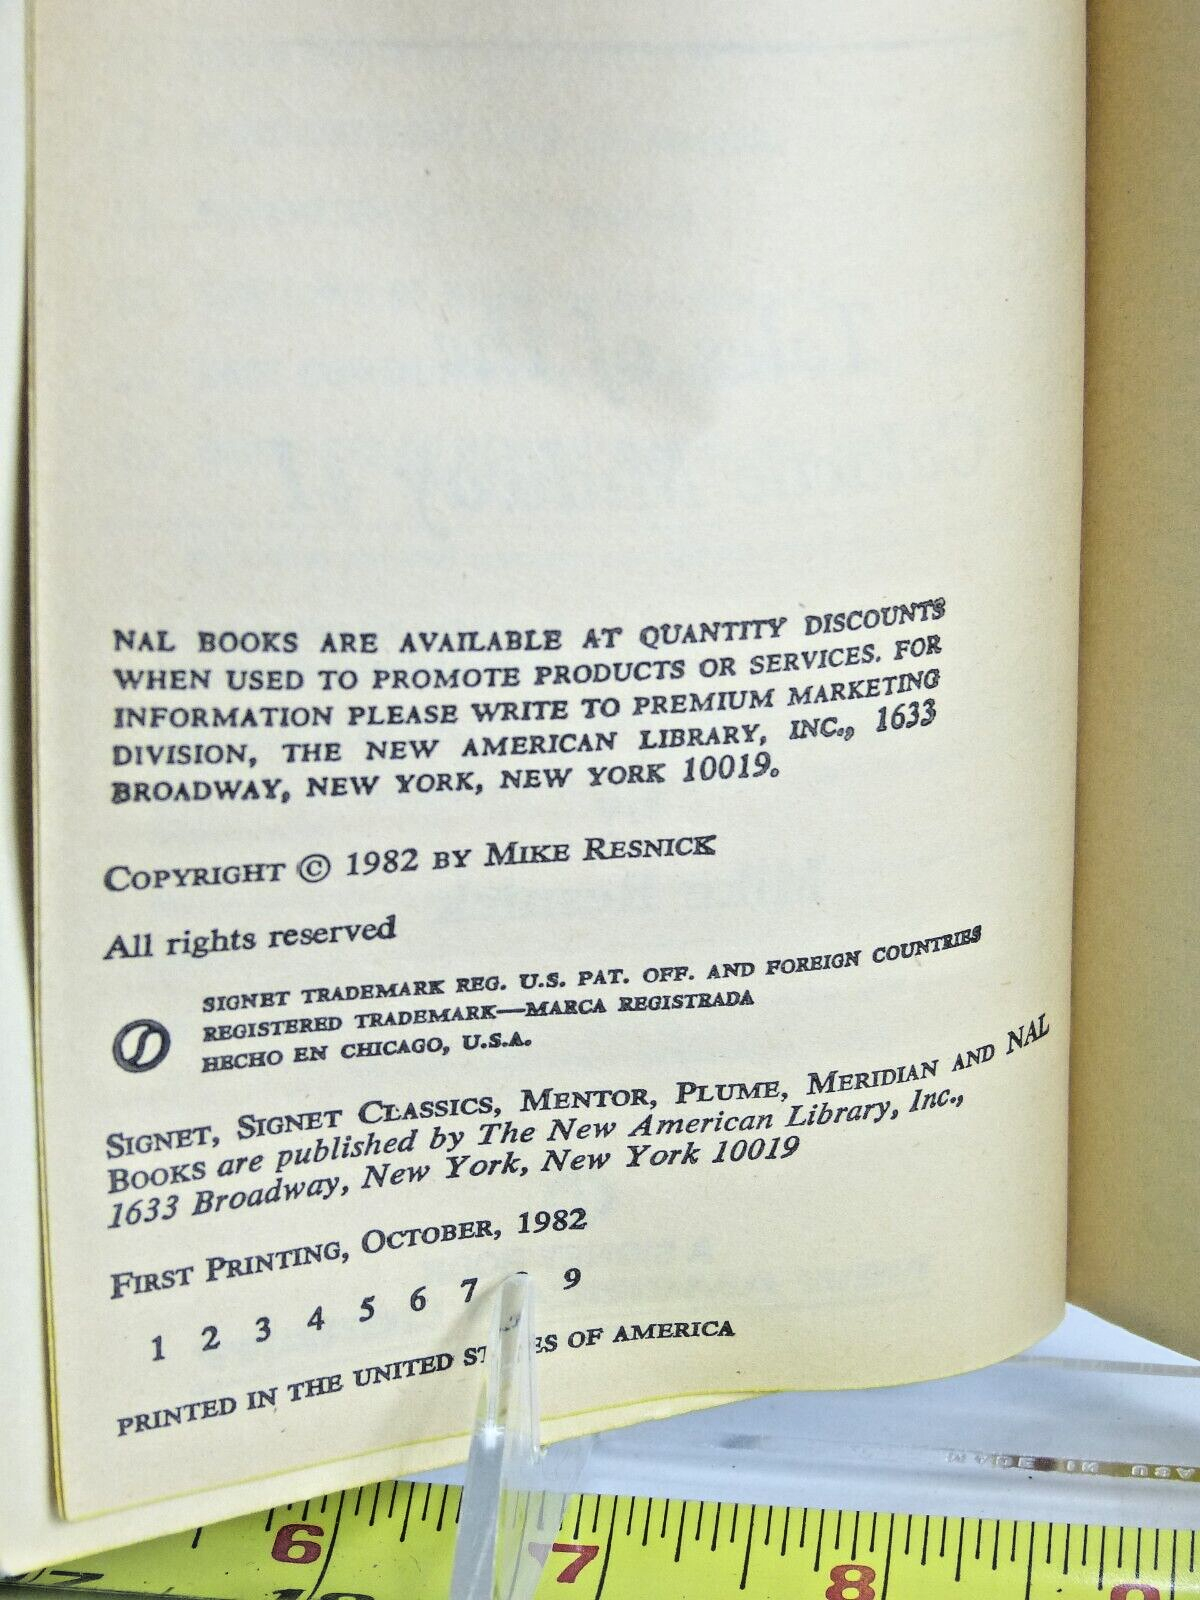 NAL BOOKS ARE AVAILABLE AT QUANTITY DISCOUNTS
WHEN USED TO PROMOTE PRODUCTS OR SERVICES. FOR
INFORMATION PLEASE WRITE TO PREMIUM MARKETING
DIVISION, THE NEW AMERICAN LIBRARY, INC., 1633
BROADWAY, NEW YORK, NEW YORK 10019.
COPYRIGHT © 1982 BY MIKE RESNICK
All rights reserved
SIGNET TRADEMARK REG. U.S. PAT. OFF. AND FOREIGN COUNTRIES
REGISTERED TRADEMARK—MARCA REGISTRADA
HECHO EN CHICAGO, U.S.A.
SIGNET, SIGNET CLASSICS, MENTOR, PLUME, MERIDIAN AND NAL
BOOKS are published by The New American Library, Inc.,
1633 Broadway, New York, New York 10019
FIRST PRINTING, OCTOBER, 1982
1 2 3 4 5 6 7 9
PRINTED IN THE UNITED STATES OF AMERICA
6 7 8 9